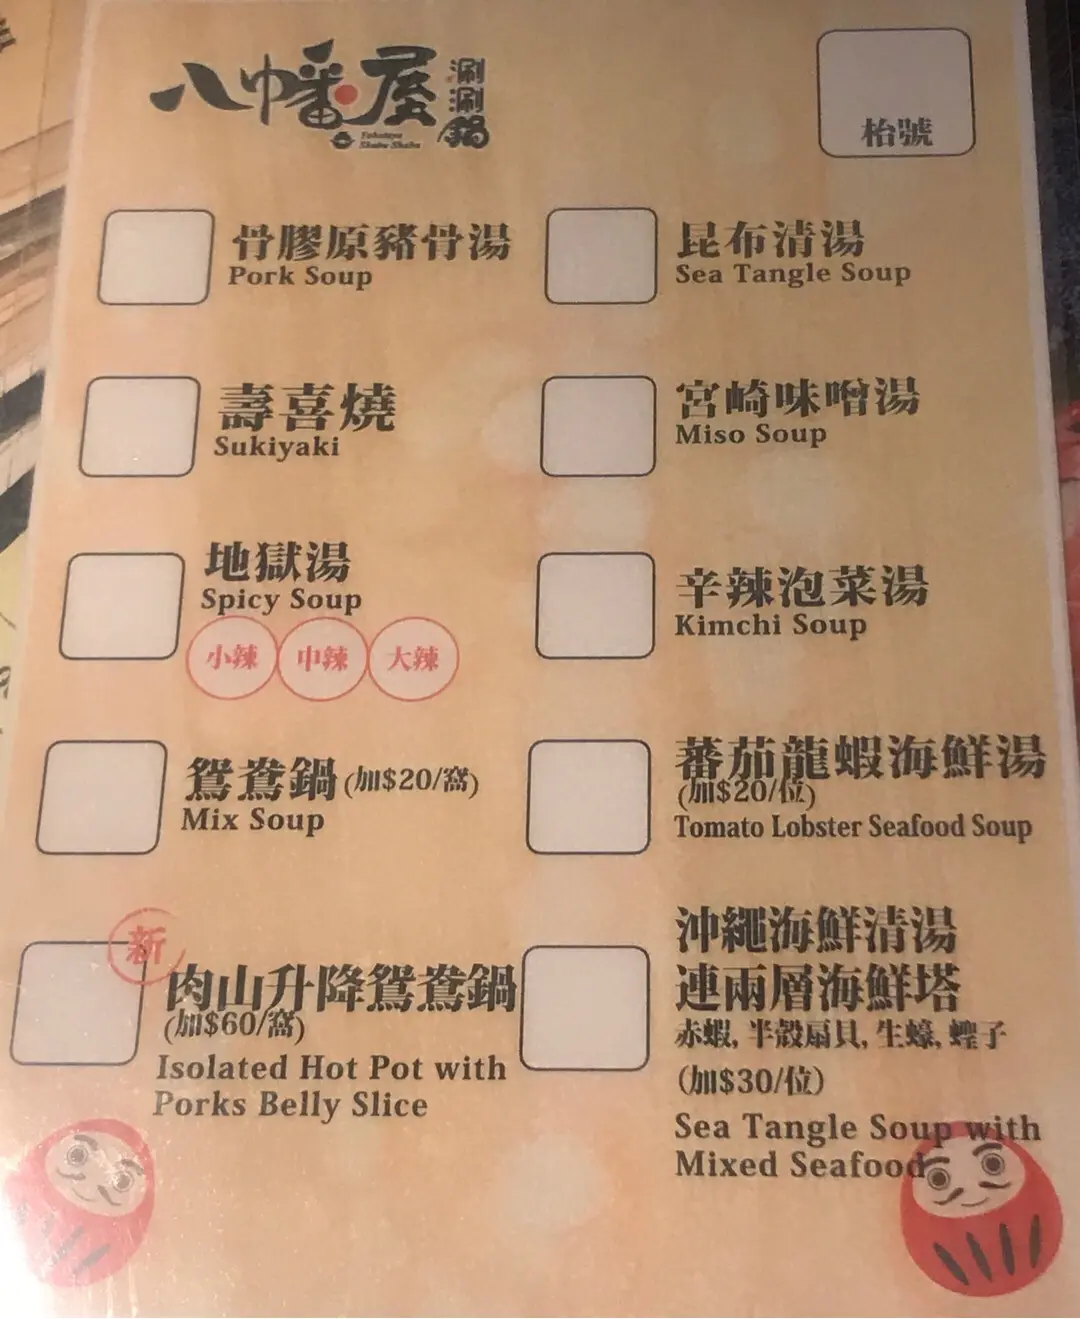 八幡屋
涮涮鍋
Yahataya
Shabu Shabu
枱號
骨膠原豬骨湯
Pork Soup
昆布清湯
Sea Tangle Soup
壽喜燒
Sukiyaki
宮崎味噌湯
Miso Soup
地獄湯
Spicy Soup
小辣 中辣 大辣
辛辣泡菜湯
Kimchi Soup
鴛鴦鍋(加$20/窩)
Mix Soup
蕃茄龍蝦海鮮湯
(加$20/位)
Tomato Lobster Seafood Soup
新
肉山升降鴛鴦鍋
(加$60/窩)
Isolated Hot Pot with
Porks Belly Slice
沖繩海鮮清湯
連兩層海鮮塔
赤蝦, 半殼扇貝, 生蠔, 蟶子
(加$30/位)
Sea Tangle Soup with
Mixed Seafood